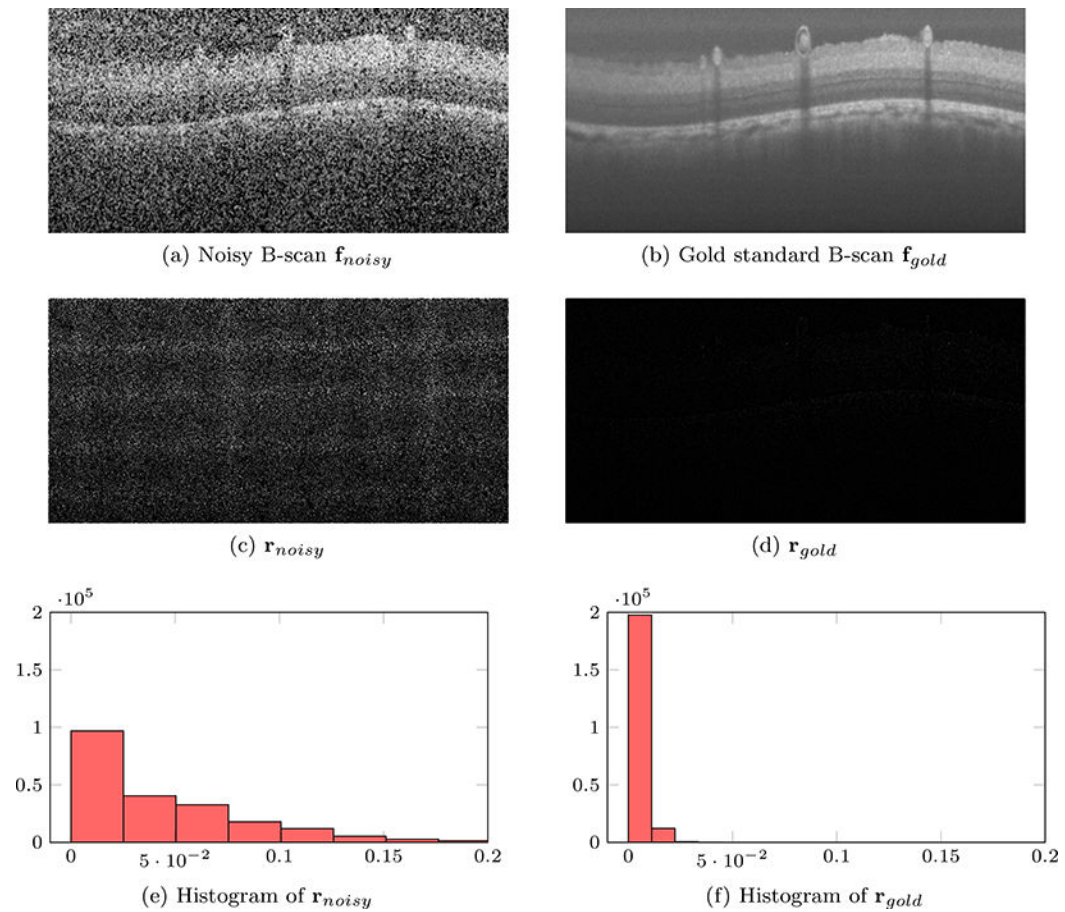 (a) Noisy B-scan f_noisy
(b) Gold standard B-scan f_gold
(c) r_noisy
(d) r_gold
·10^5
2
1.5
1
0.5
0
0
5 · 10^−2
0.1
0.15
0.2
(e) Histogram of r_noisy
·10^5
2
1.5
1
0.5
0
0
5 · 10^−2
0.1
0.15
0.2
(f) Histogram of r_gold